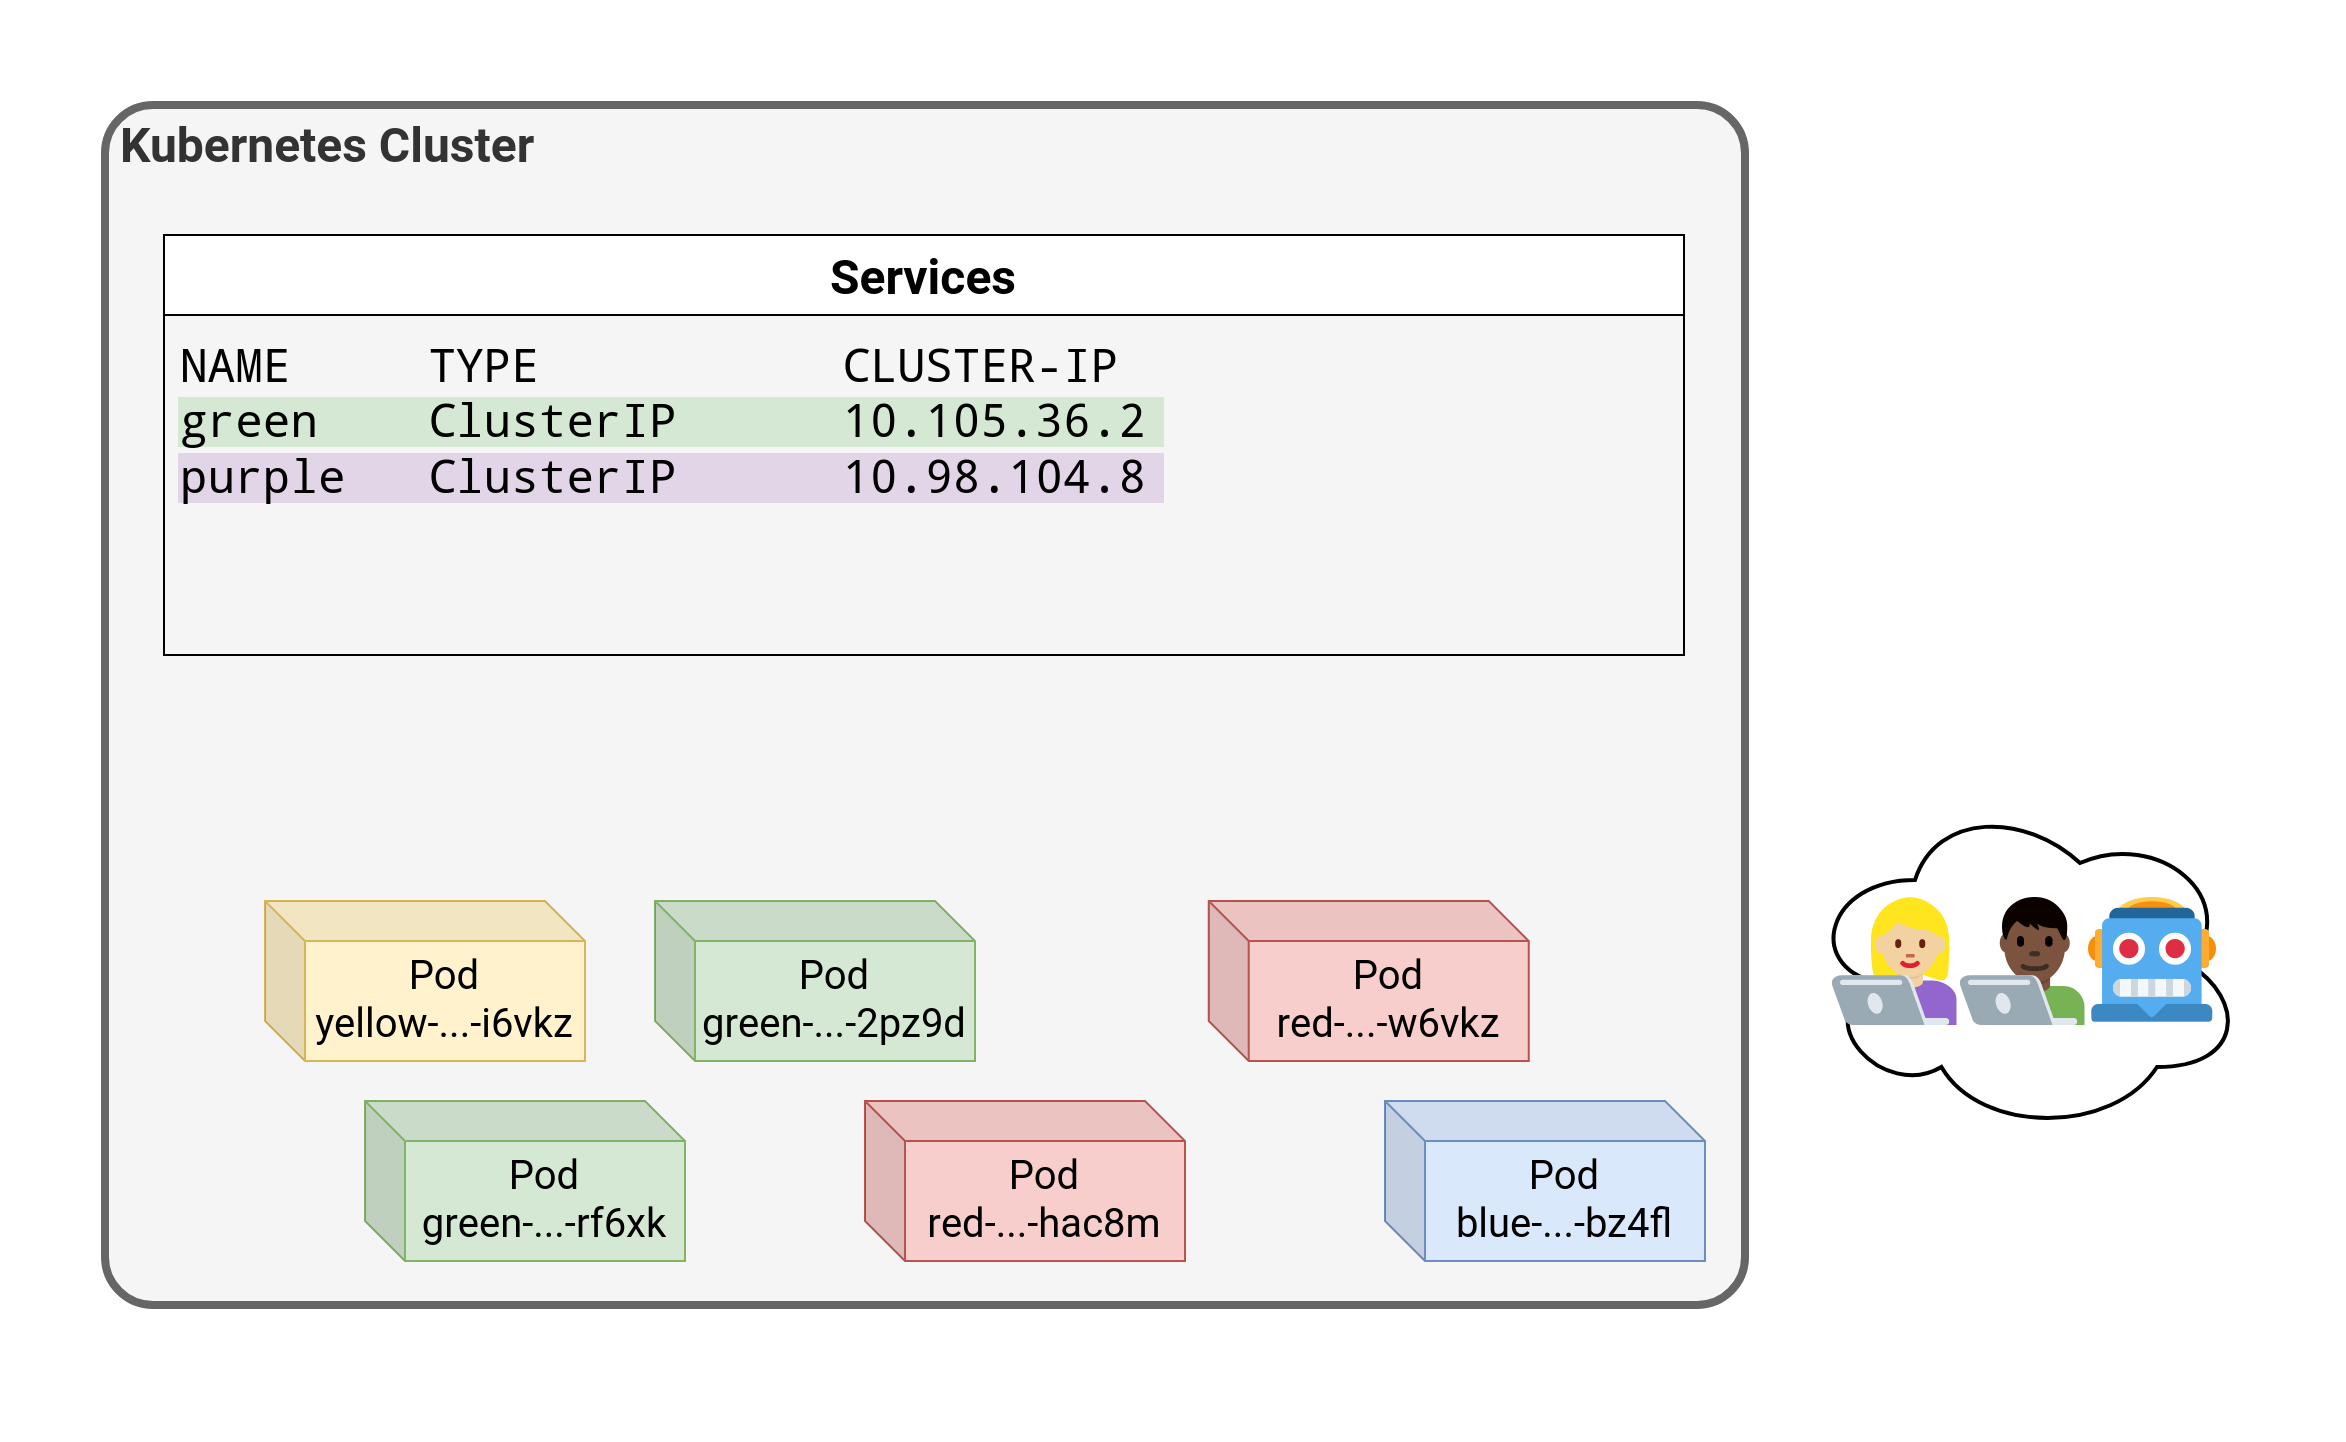 Kubernetes Cluster
Services
NAME TYPE CLUSTER-IP
green ClusterIP 10.105.36.2
purple ClusterIP 10.98.104.8
Pod
yellow-...-i6vkz
Pod
green-...-2pz9d
Pod
red-...-w6vkz
Pod
green-...-rf6xk
Pod
red-...-hac8m
Pod
blue-...-bz4fl